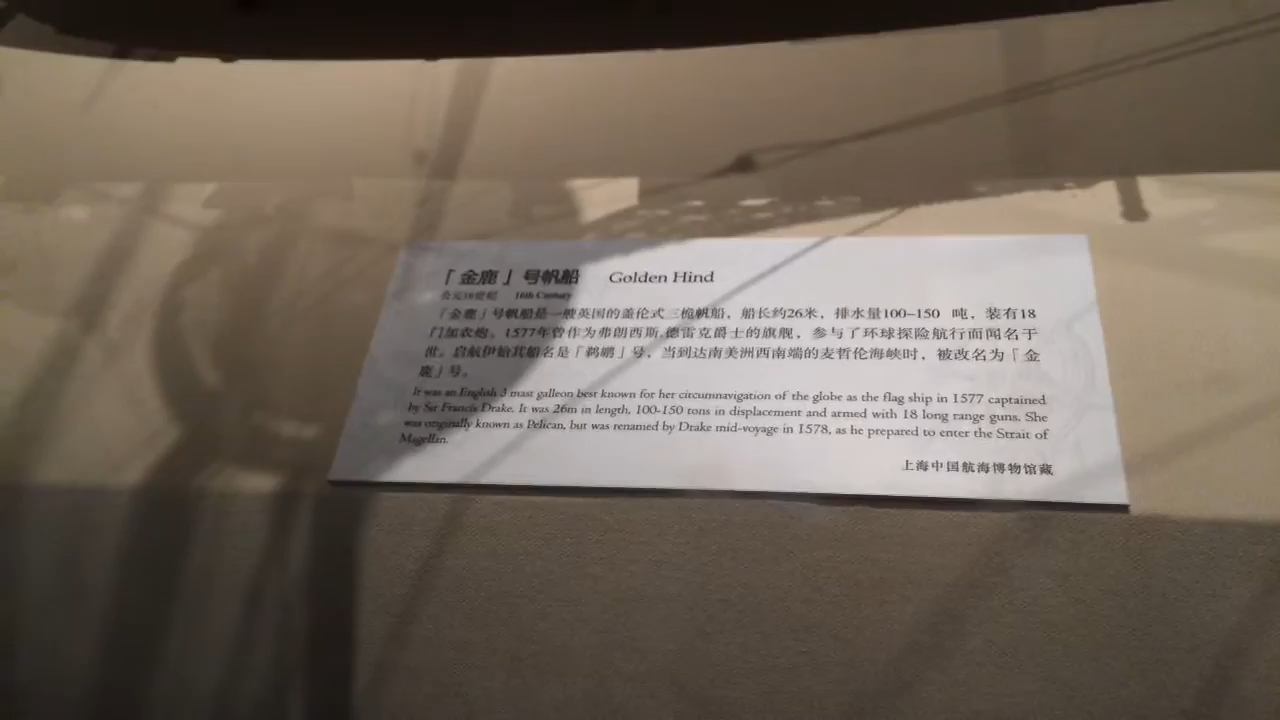 「金鹿」号帆船 Golden Hind
公元16世纪 16th Century
「金鹿」号帆船是一艘英国的盖伦式三桅帆船，船长约26米，排水量100-150 吨，装有18
门加农炮。1577年曾作为弗朗西斯.德雷克爵士的旗舰，参与了环球探险航行而闻名于
世。启航伊始其船名是「鹈鹕」号，当到达南美洲西南端的麦哲伦海峡时，被改名为「金
鹿」号。
It was an English 3 mast galleon best known for her circumnavigation of the globe as the flag ship in 1577 captained
by Sir Francis Drake. It was 26m in length, 100-150 tons in displacement and armed with 18 long range guns. She
was originally known as Pelican, but was renamed by Drake mid-voyage in 1578, as he prepared to enter the Strait of
Magellan.
上海中国航海博物馆藏